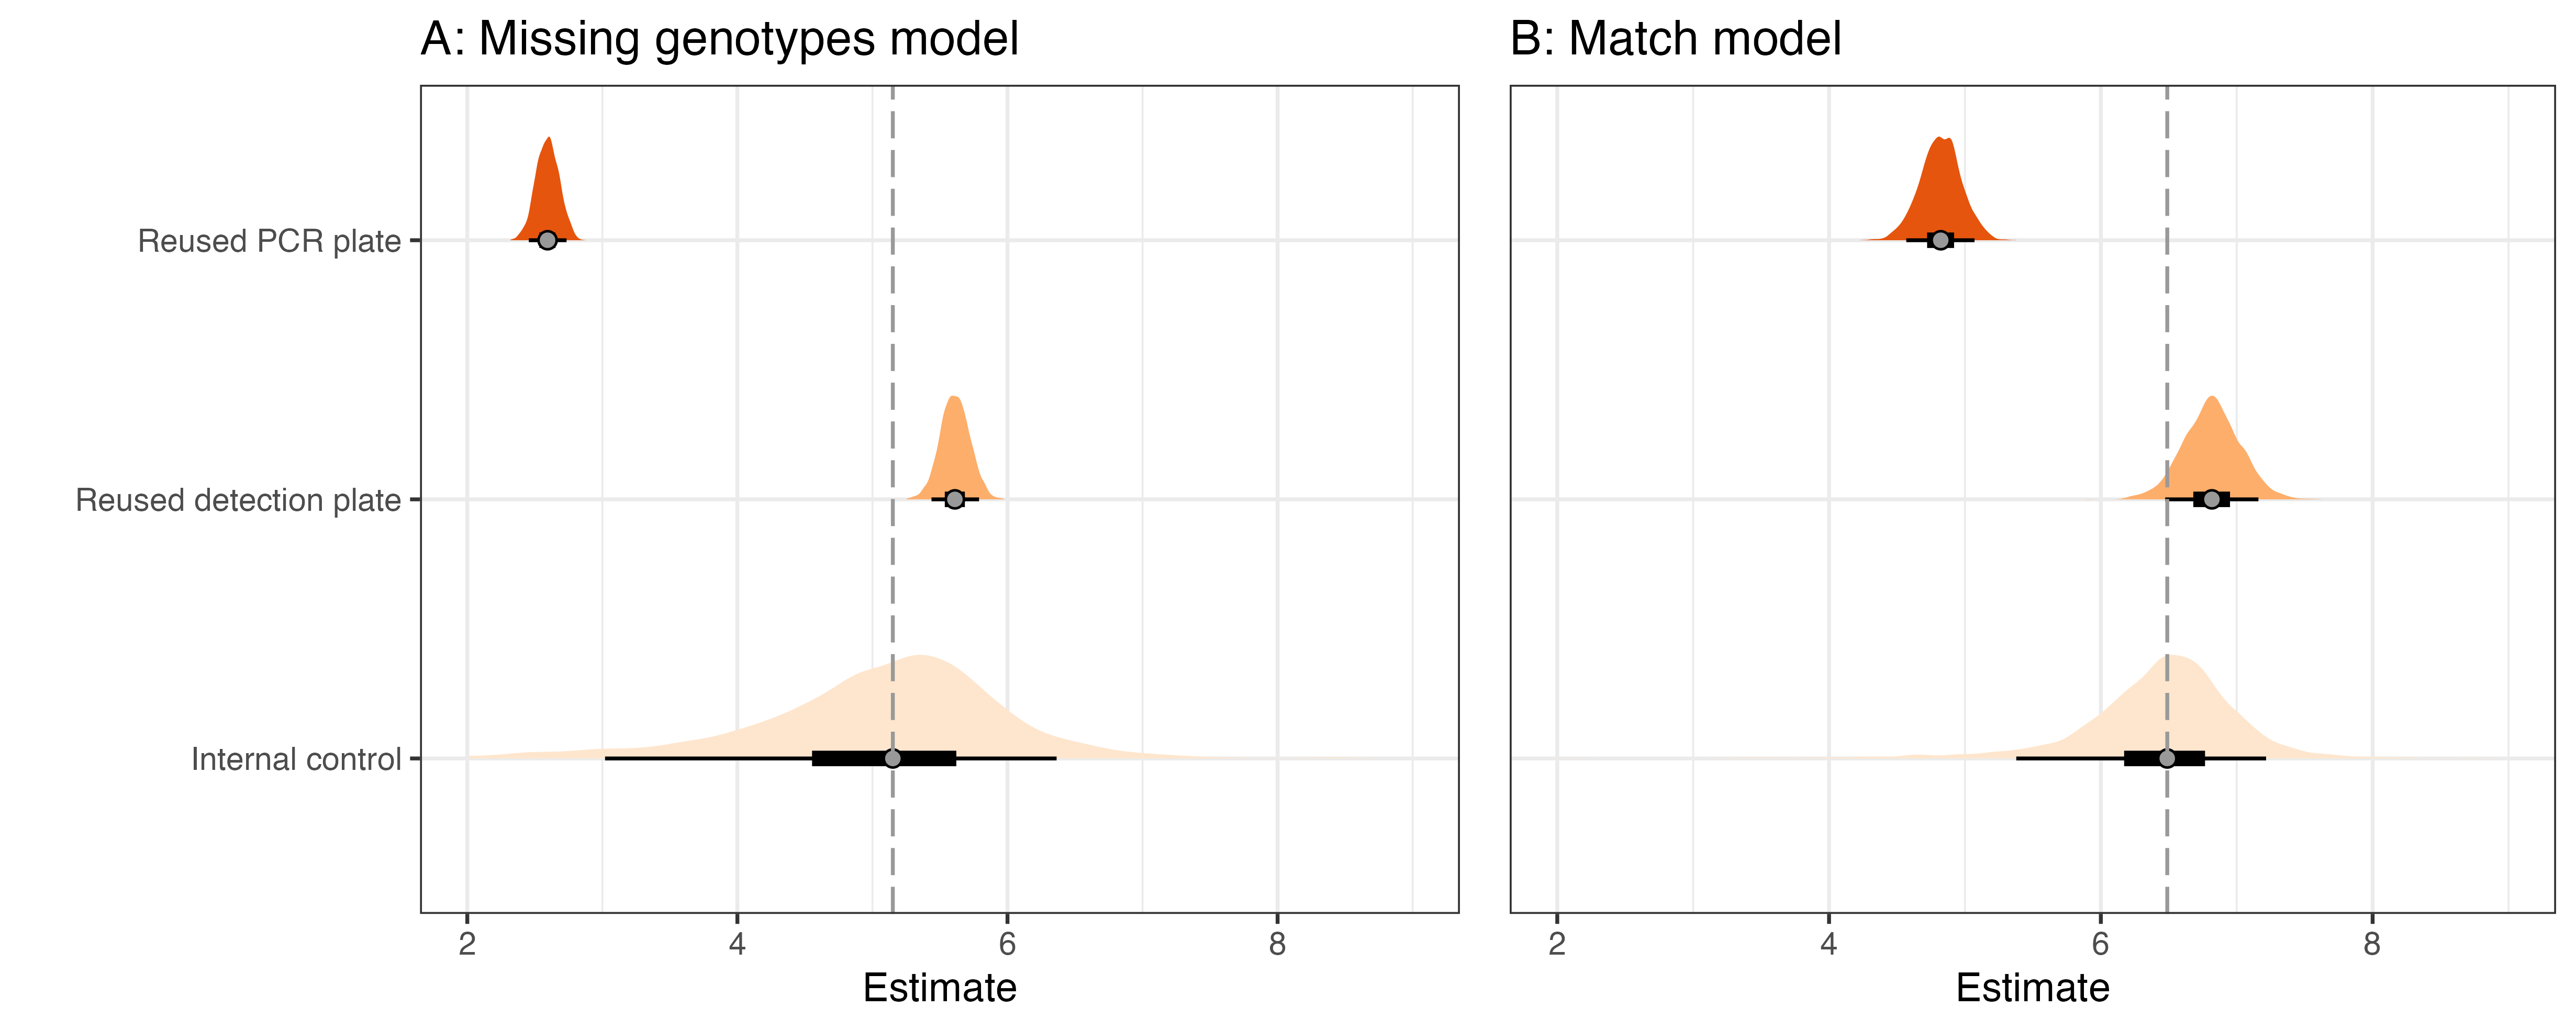 A: Missing genotypes model
B: Match model
Reused PCR plate
Reused detection plate
Internal control
2 4 6 8
2 4 6 8
Estimate
Estimate